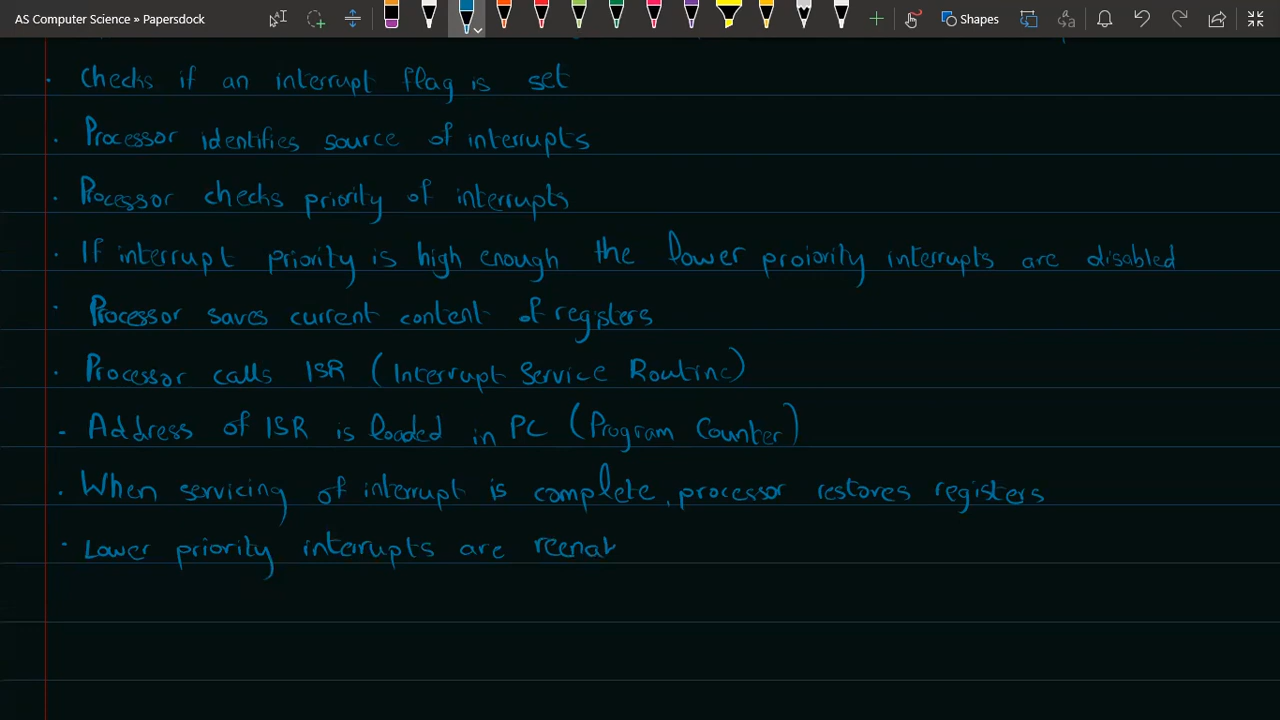 AS Computer Science » Papersdock
Shapes
· Checks if an interrupt flag is set
· Processor identifies source of interrupts
· Processor checks priority of interrupts
· If interrupt priority is high enough the lower proiority interrupts are disabled
· Processor saves current content of registers
· Processor calls ISR (Interrupt Service Routine)
· Address of ISR is loaded in PC (Program Counter)
· When servicing of interrupt is complete, processor restores registers
· Lower priority interrupts are reenab